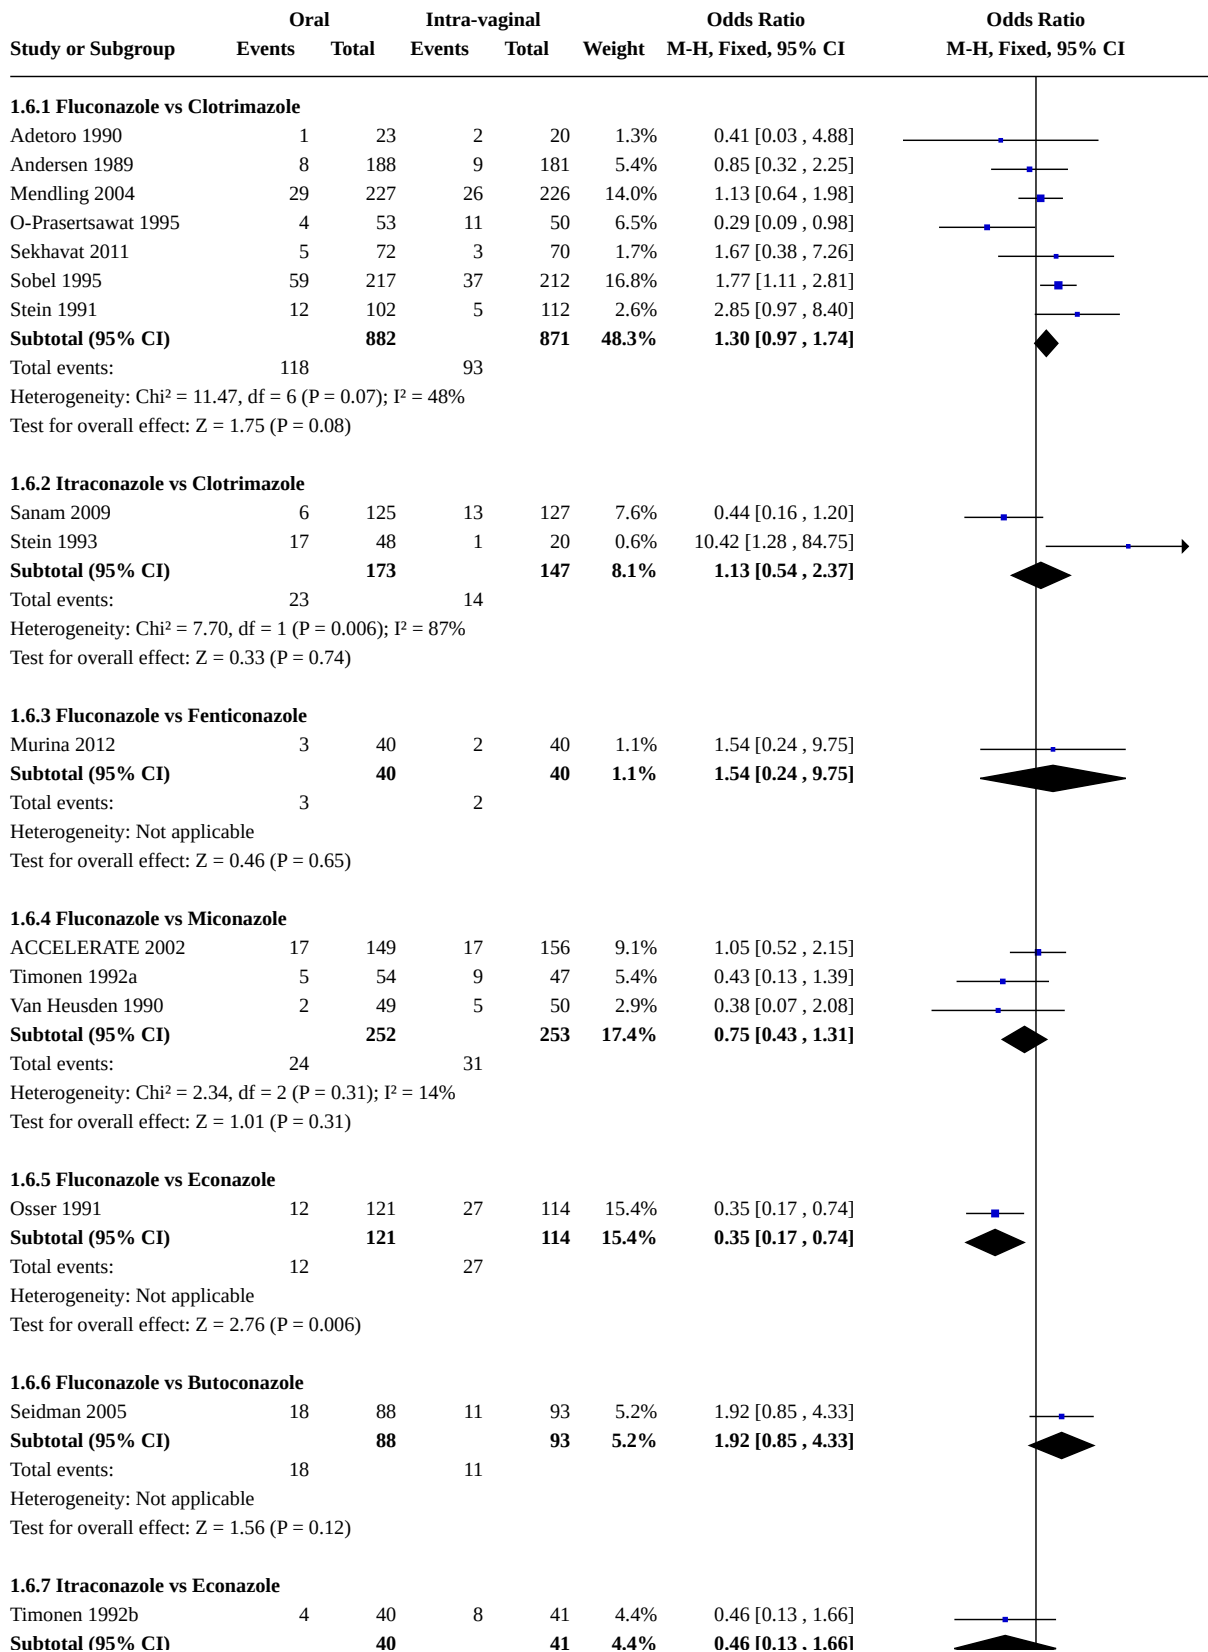 Oral Intra-vaginal Odds Ratio Odds Ratio
Study or Subgroup Events Total Events Total Weight M-H, Fixed, 95% CI M-H, Fixed, 95% CI
1.6.1 Fluconazole vs Clotrimazole
Adetoro 1990 1 23 2 20 1.3% 0.41 [0.03 , 4.88]
Andersen 1989 8 188 9 181 5.4% 0.85 [0.32 , 2.25]
Mendling 2004 29 227 26 226 14.0% 1.13 [0.64 , 1.98]
O-Prasertsawat 1995 4 53 11 50 6.5% 0.29 [0.09 , 0.98]
Sekhavat 2011 5 72 3 70 1.7% 1.67 [0.38 , 7.26]
Sobel 1995 59 217 37 212 16.8% 1.77 [1.11 , 2.81]
Stein 1991 12 102 5 112 2.6% 2.85 [0.97 , 8.40]
Subtotal (95% CI) 882 871 48.3% 1.30 [0.97 , 1.74]
Total events: 118 93
Heterogeneity: Chi² = 11.47, df = 6 (P = 0.07); I² = 48%
Test for overall effect: Z = 1.75 (P = 0.08)
1.6.2 Itraconazole vs Clotrimazole
Sanam 2009 6 125 13 127 7.6% 0.44 [0.16 , 1.20]
Stein 1993 17 48 1 20 0.6% 10.42 [1.28 , 84.75]
Subtotal (95% CI) 173 147 8.1% 1.13 [0.54 , 2.37]
Total events: 23 14
Heterogeneity: Chi² = 7.70, df = 1 (P = 0.006); I² = 87%
Test for overall effect: Z = 0.33 (P = 0.74)
1.6.3 Fluconazole vs Fenticonazole
Murina 2012 3 40 2 40 1.1% 1.54 [0.24 , 9.75]
Subtotal (95% CI) 40 40 1.1% 1.54 [0.24 , 9.75]
Total events: 3 2
Heterogeneity: Not applicable
Test for overall effect: Z = 0.46 (P = 0.65)
1.6.4 Fluconazole vs Miconazole
ACCELERATE 2002 17 149 17 156 9.1% 1.05 [0.52 , 2.15]
Timonen 1992a 5 54 9 47 5.4% 0.43 [0.13 , 1.39]
Van Heusden 1990 2 49 5 50 2.9% 0.38 [0.07 , 2.08]
Subtotal (95% CI) 252 253 17.4% 0.75 [0.43 , 1.31]
Total events: 24 31
Heterogeneity: Chi² = 2.34, df = 2 (P = 0.31); I² = 14%
Test for overall effect: Z = 1.01 (P = 0.31)
1.6.5 Fluconazole vs Econazole
Osser 1991 12 121 27 114 15.4% 0.35 [0.17 , 0.74]
Subtotal (95% CI) 121 114 15.4% 0.35 [0.17 , 0.74]
Total events: 12 27
Heterogeneity: Not applicable
Test for overall effect: Z = 2.76 (P = 0.006)
1.6.6 Fluconazole vs Butoconazole
Seidman 2005 18 88 11 93 5.2% 1.92 [0.85 , 4.33]
Subtotal (95% CI) 88 93 5.2% 1.92 [0.85 , 4.33]
Total events: 18 11
Heterogeneity: Not applicable
Test for overall effect: Z = 1.56 (P = 0.12)
1.6.7 Itraconazole vs Econazole
Timonen 1992b 4 40 8 41 4.4% 0.46 [0.13 , 1.66]
Subtotal (95% CI) 40 41 4.4% 0.46 [0.13 , 1.66]